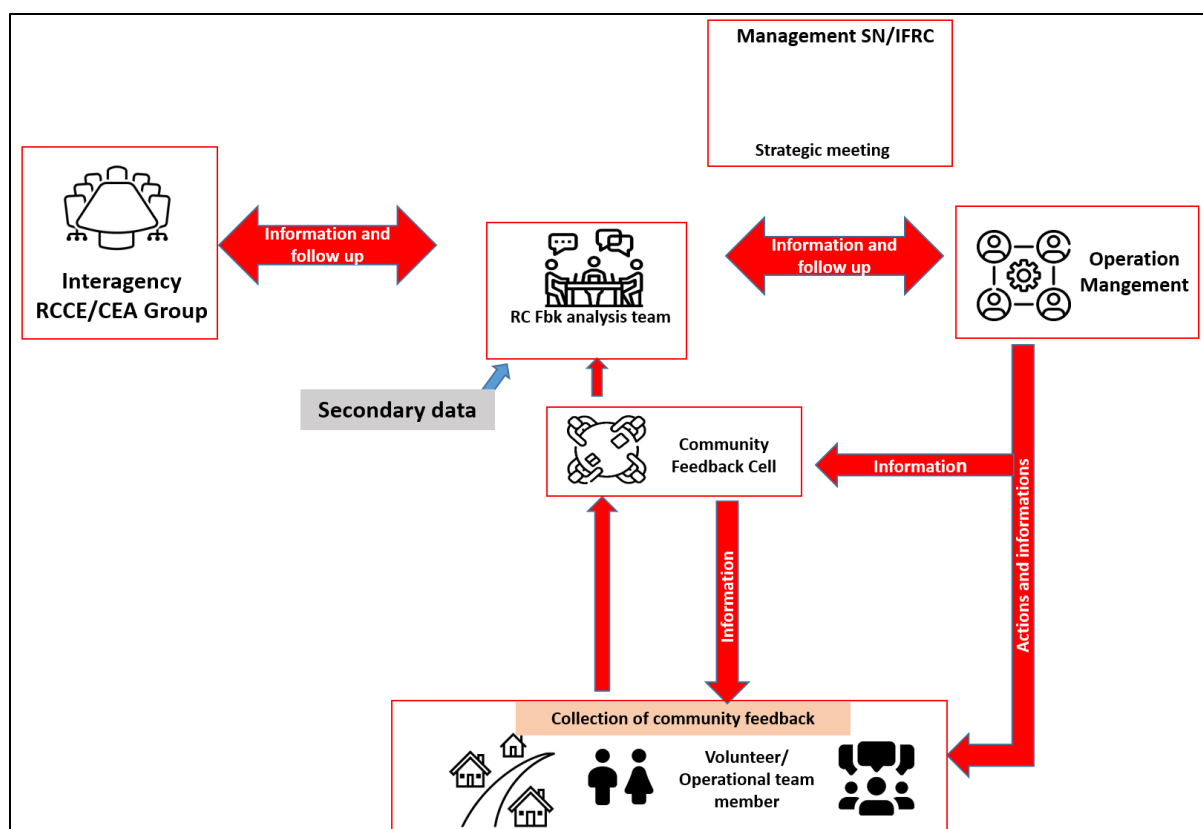 Management SN/IFRC
Strategic meeting
Information and
follow up
Interagency
RCCE/CEA Group
RC Fbk analysis team
Information and
follow up
Operation
Mangement
Secondary data
Community
Feedback Cell
Information
Information
Actions and informations
Collection of community feedback
Volunteer/
Operational team
member